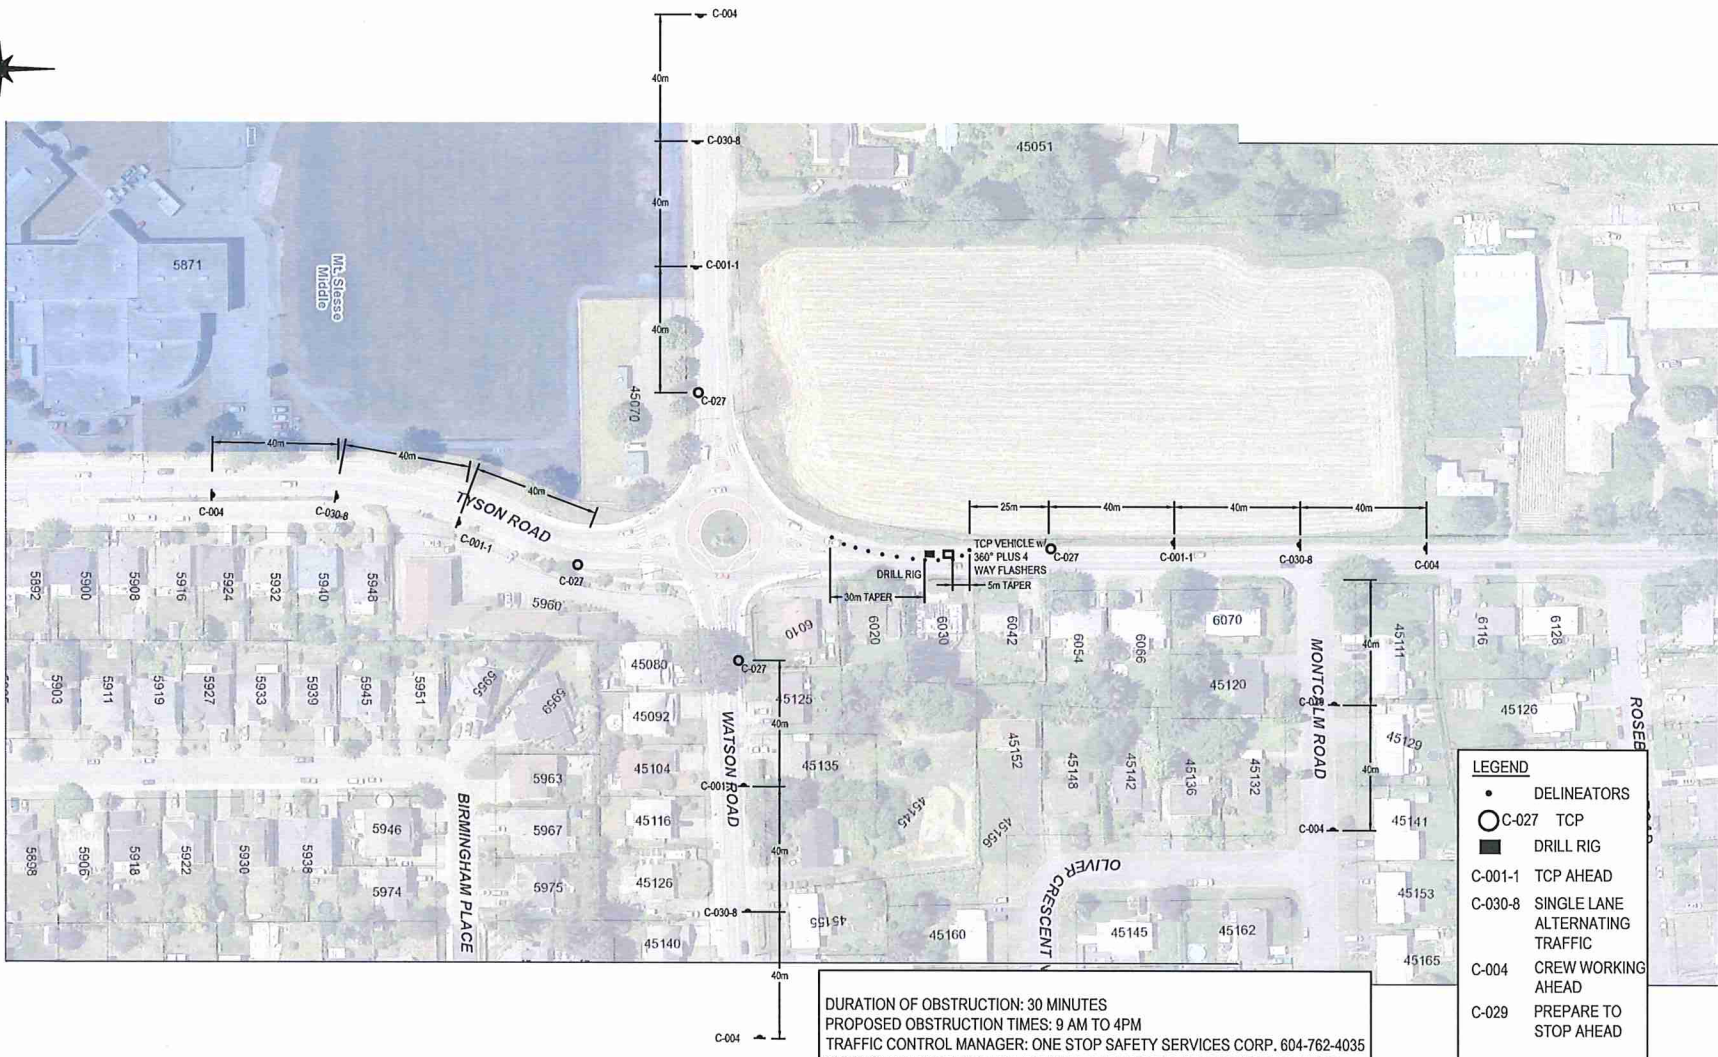 C-004
40m
C-030-8
40m
C-001-1
40m
C-027
45051
5871
Mt. Slesse
Middle
45070
40m
40m
40m
C-004
C-030-8
C-001-1
C-027
TYSON ROAD
25m
40m
40m
40m
TCP VEHICLE w/
360° PLUS 4
WAY FLASHERS
C-027
C-001-1
C-030-8
C-004
DRILL RIG
30m TAPER
5m TAPER
5892
5900
5908
5916
5924
5932
5940
5948
5960
6010
6020
6030
6042
6054
6066
6070
45111
6116
6128
5903
5911
5919
5927
5933
5939
5945
5951
5955
5959
45080
C-027
45125
45120
40m
45092
WATSON ROAD
40m
MONTCALM ROAD
45126
45129
45152
45148
45142
45136
45132
5963
45104
45135
C-001-1
40m
C-004
45141
BIRMINGHAM PLACE
5946
5967
45116
45145
45156
40m
5898
5906
5918
5922
5930
5938
5974
5975
45126
OLIVER CRESCENT
45153
C-030-8
45155
45140
45160
45145
45162
45165
40m
C-004
LEGEND
DELINEATORS
C-027 TCP
DRILL RIG
C-001-1 TCP AHEAD
C-030-8 SINGLE LANE
ALTERNATING
TRAFFIC
C-004 CREW WORKING
AHEAD
C-029 PREPARE TO
STOP AHEAD
DURATION OF OBSTRUCTION: 30 MINUTES
PROPOSED OBSTRUCTION TIMES: 9 AM TO 4PM
TRAFFIC CONTROL MANAGER: ONE STOP SAFETY SERVICES CORP. 604-762-4035